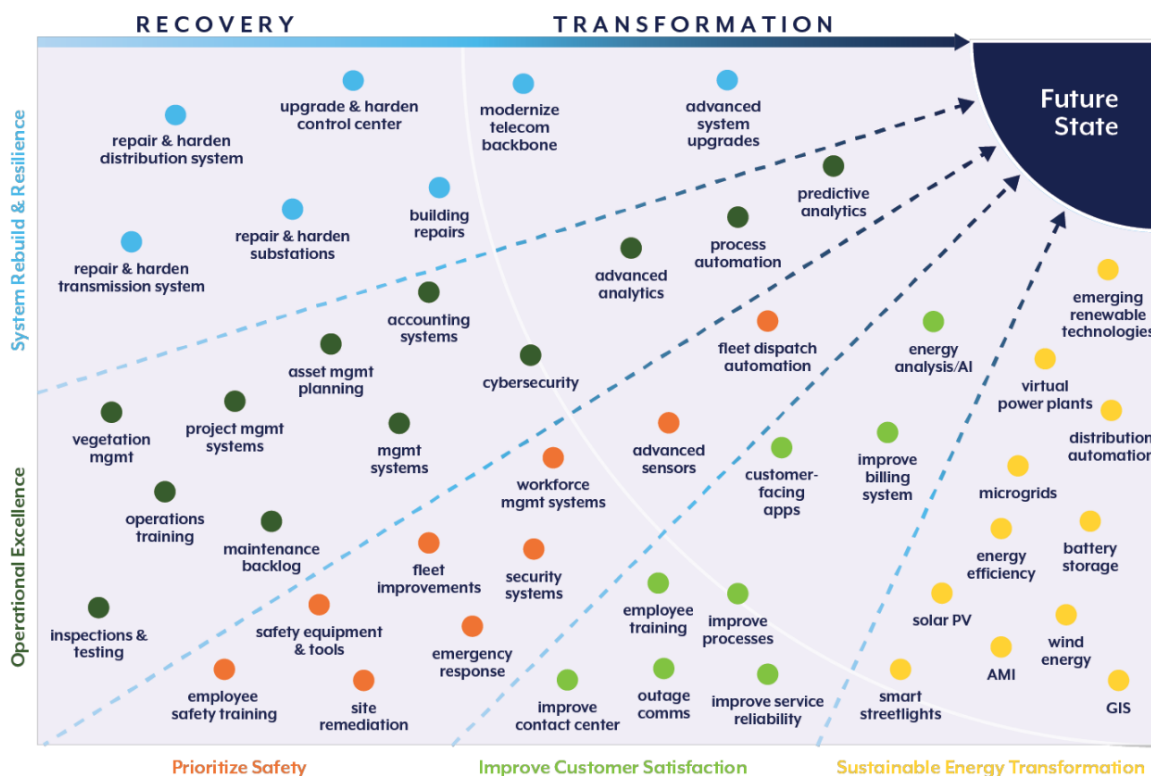 RECOVERY
TRANSFORMATION
System Rebuild & Resilience
Operational Excellence
Future
State
repair & harden
distribution system
upgrade & harden
control center
modernize
telecom
backbone
advanced
system
upgrades
repair & harden
transmission system
repair & harden
substations
building
repairs
predictive
analytics
process
automation
advanced
analytics
accounting
systems
asset mgmt
planning
cybersecurity
vegetation
mgmt
project mgmt
systems
mgmt
systems
operations
training
maintenance
backlog
inspections &
testing
fleet dispatch
automation
advanced
sensors
workforce
mgmt systems
fleet
improvements
security
systems
safety equipment
& tools
emergency
response
employee
safety training
site
remediation
energy
analysis/AI
improve
billing
system
customer-
facing
apps
employee
training
improve
processes
improve
contact center
outage
comms
improve service
reliability
emerging
renewable
technologies
virtual
power plants
distribution
automation
microgrids
energy
efficiency
battery
storage
solar PV
wind
energy
AMI
smart
streetlights
GIS
Prioritize Safety
Improve Customer Satisfaction
Sustainable Energy Transformation